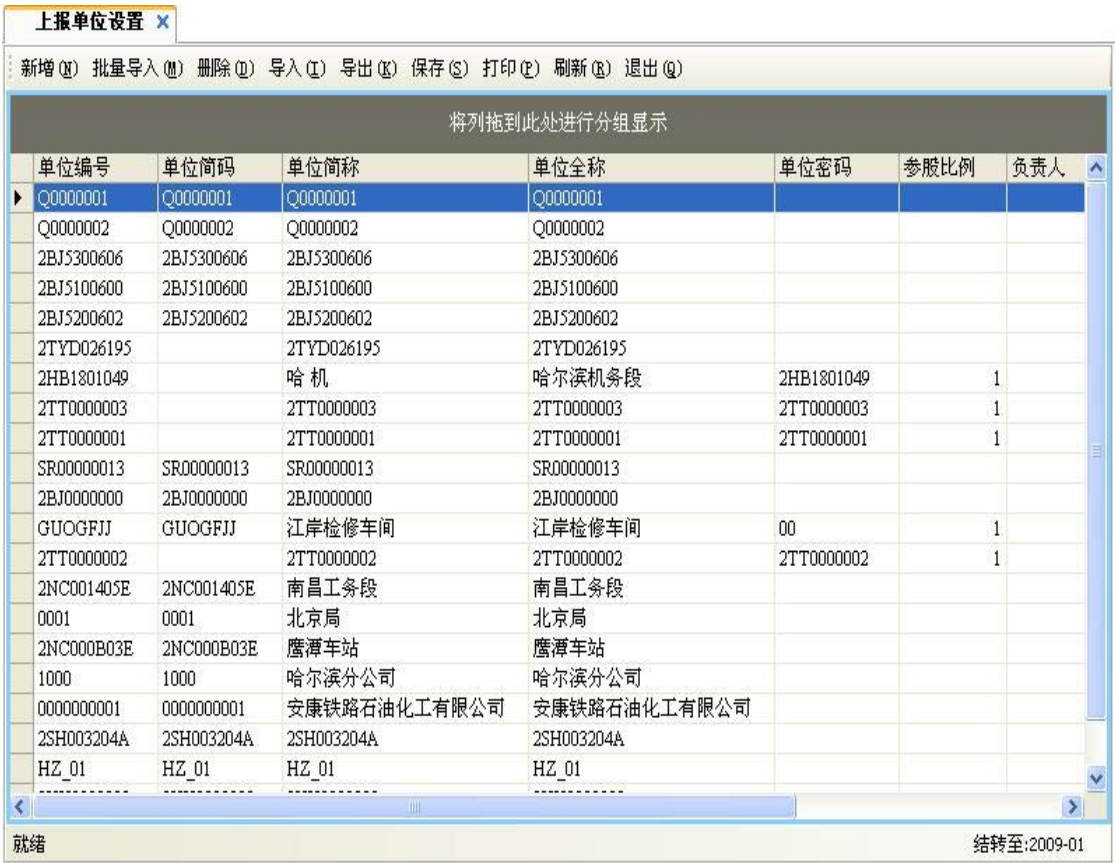 上报单位设置
新增(N) 批量导入(M) 删除(D) 导入(I) 导出(K) 保存(S) 打印(P) 刷新(R) 退出(Q)
将列拖到此处进行分组显示
单位编号 单位简码 单位简称 单位全称 单位密码 参股比例 负责人
Q0000001 Q0000001 Q0000001 Q0000001
Q0000002 Q0000002 Q0000002 Q0000002
2BJ5300606 2BJ5300606 2BJ5300606 2BJ5300606
2BJ5100600 2BJ5100600 2BJ5100600 2BJ5100600
2BJ5200602 2BJ5200602 2BJ5200602 2BJ5200602
2TYD026195 2TYD026195 2TYD026195
2HB1801049 哈 机 哈尔滨机务段 2HB1801049 1
2TT0000003 2TT0000003 2TT0000003 2TT0000003 1
2TT0000001 2TT0000001 2TT0000001 2TT0000001 1
SR00000013 SR00000013 SR00000013 SR00000013
2BJ0000000 2BJ0000000 2BJ0000000 2BJ0000000
GUOGFJJ GUOGFJJ 江岸检修车间 江岸检修车间 00 1
2TT0000002 2TT0000002 2TT0000002 2TT0000002 1
2NC001405E 2NC001405E 南昌工务段 南昌工务段
0001 0001 北京局 北京局
2NC000B03E 2NC000B03E 鹰潭车站 鹰潭车站
1000 1000 哈尔滨分公司 哈尔滨分公司
0000000001 0000000001 安康铁路石油化工有限公司 安康铁路石油化工有限公司
2SH003204A 2SH003204A 2SH003204A 2SH003204A
HZ_01 HZ_01 HZ_01 HZ_01
就绪 结转至:2009-01